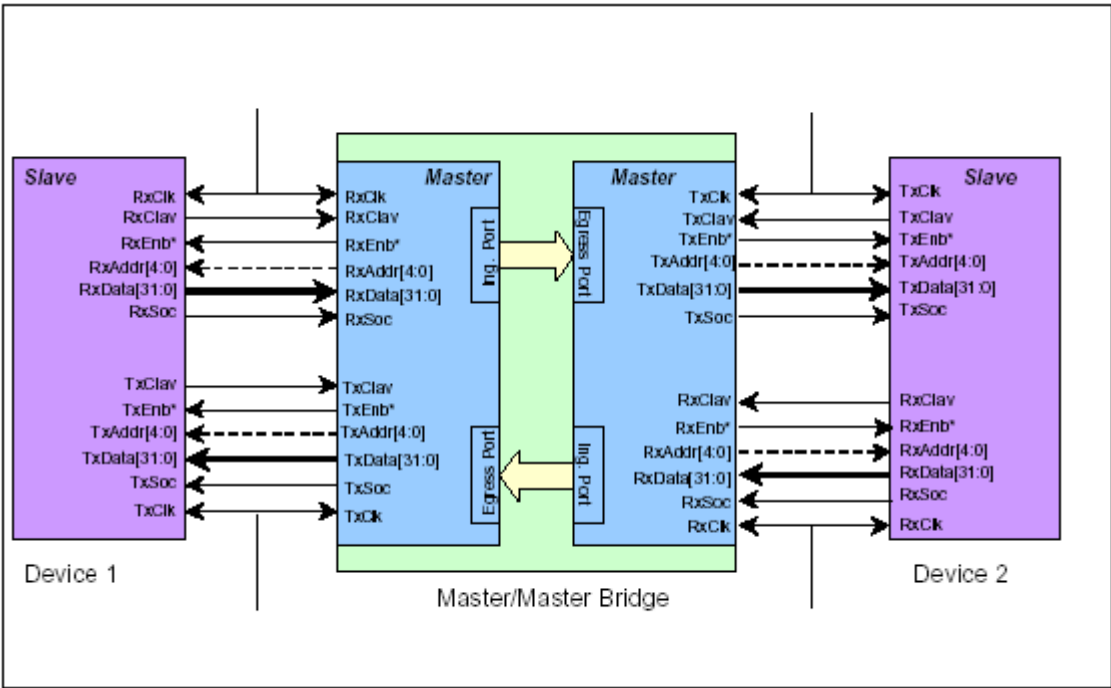 Slave
RxClk
RxClav
RxEnb*
RxAddr[4:0]
RxData[31:0]
RxSoc
TxClav
TxEnb*
TxAddr[4:0]
TxData[31:0]
TxSoc
TxClk
Device 1
Master
RxClk
RxClav
RxEnb*
RxAddr[4:0]
RxData[31:0]
RxSoc
Ing. Port
TxClav
TxEnb*
TxAddr[4:0]
TxData[31:0]
TxSoc
TxClk
Egress Port
Master
Egress Port
TxClk
TxClav
TxEnb*
TxAddr[4:0]
TxData[31:0]
TxSoc
Ing. Port
RxClav
RxEnb*
RxAddr[4:0]
RxData[31:0]
RxSoc
RxClk
Master/Master Bridge
Slave
TxClk
TxClav
TxEnb*
TxAddr[4:0]
TxData[31:0]
TxSoc
RxClav
RxEnb*
RxAddr[4:0]
RxData[31:0]
RxSoc
RxClk
Device 2